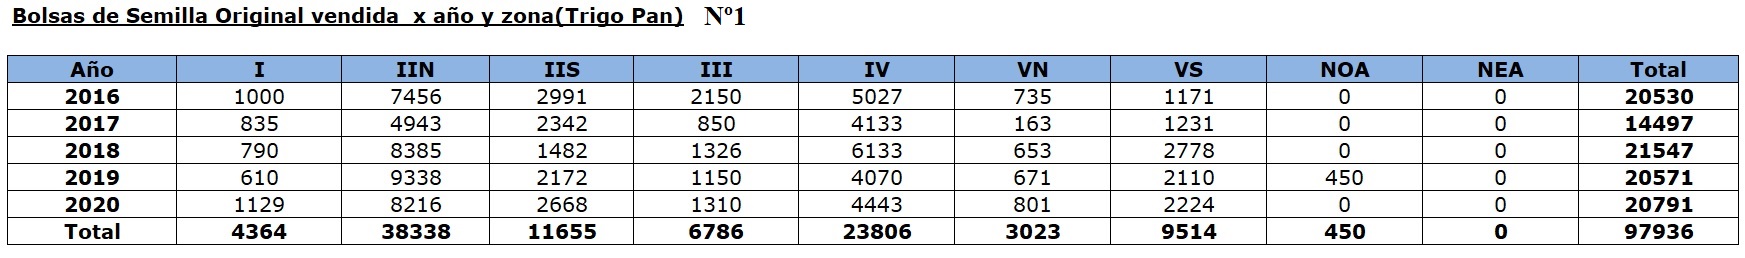 Bolsas de Semilla Original vendida x año y zona(Trigo Pan) Nº1
Año I IIN IIS III IV VN VS NOA NEA Total
2016 1000 7456 2991 2150 5027 735 1171 0 0 20530
2017 835 4943 2342 850 4133 163 1231 0 0 14497
2018 790 8385 1482 1326 6133 653 2778 0 0 21547
2019 610 9338 2172 1150 4070 671 2110 450 0 20571
2020 1129 8216 2668 1310 4443 801 2224 0 0 20791
Total 4364 38338 11655 6786 23806 3023 9514 450 0 97936